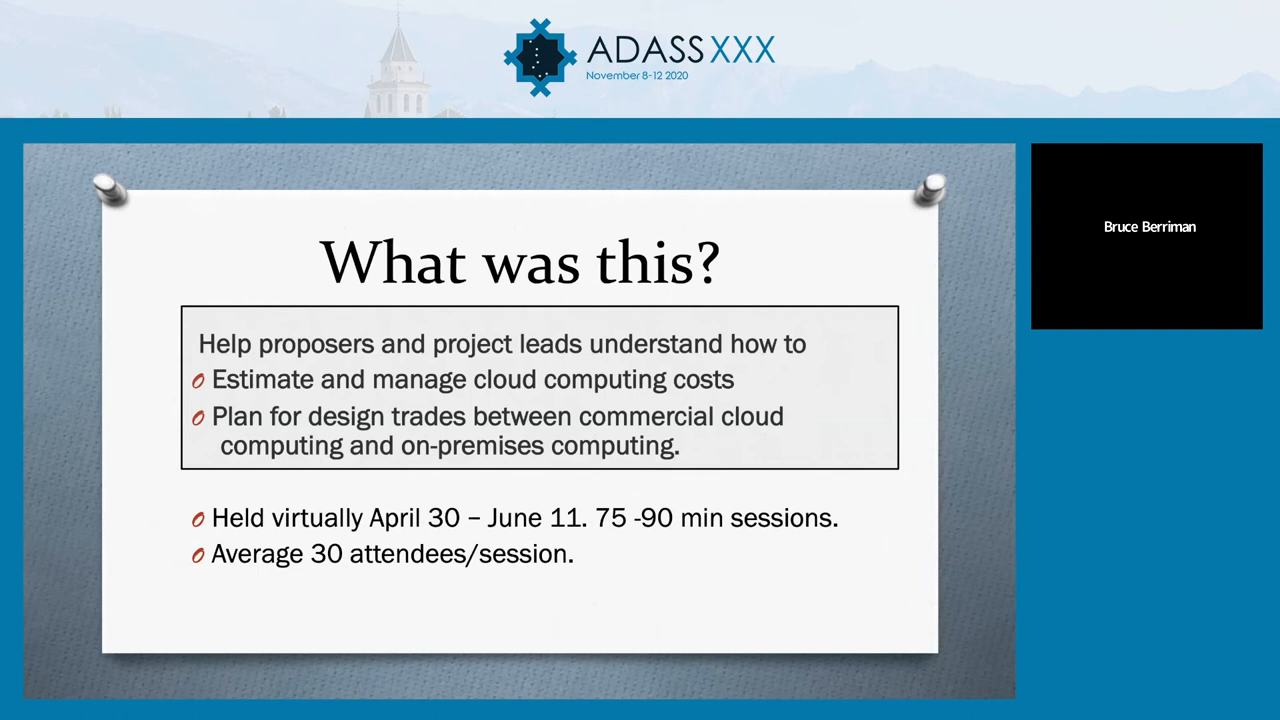 ADASS XXX
November 8-12 2020
Bruce Berriman
What was this?
Help proposers and project leads understand how to
Estimate and manage cloud computing costs
Plan for design trades between commercial cloud
computing and on-premises computing.
Held virtually April 30 – June 11. 75 -90 min sessions.
Average 30 attendees/session.